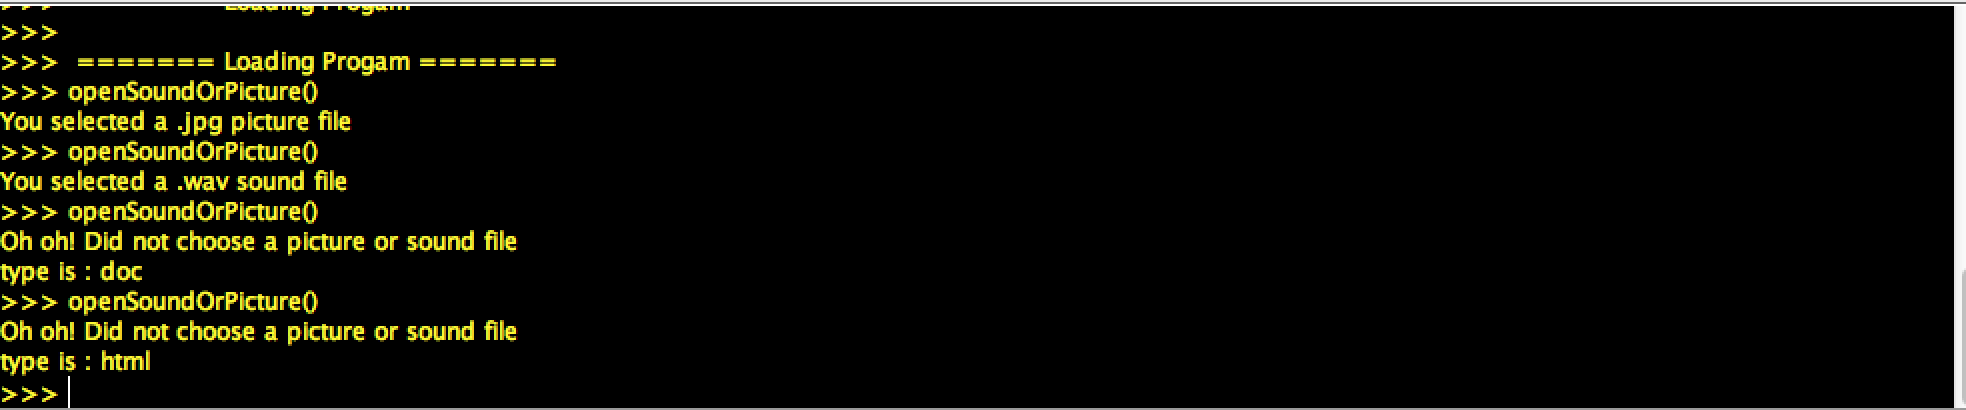 >>> Loading Progam
>>>
>>> ======= Loading Progam =======
>>> openSoundOrPicture()
You selected a .jpg picture file
>>> openSoundOrPicture()
You selected a .wav sound file
>>> openSoundOrPicture()
Oh oh! Did not choose a picture or sound file
type is : doc
>>> openSoundOrPicture()
Oh oh! Did not choose a picture or sound file
type is : html
>>>